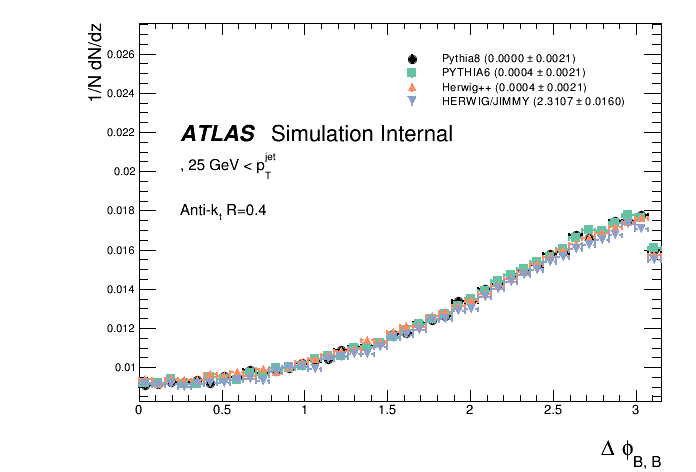 1/N dN/dz
0.026
0.024
0.022
0.02
0.018
0.016
0.014
0.012
0.01
Pythia8 (0.0000 ± 0.0021)
PYTHIA6 (0.0004 ± 0.0021)
Herwig++ (0.0004 ± 0.0021)
HERWIG/JIMMY (2.3107 ± 0.0160)
ATLAS Simulation Internal
, 25 GeV < p_T^jet
Anti-k_t R=0.4
0 0.5 1 1.5 2 2.5 3
Δ ϕ_B, B